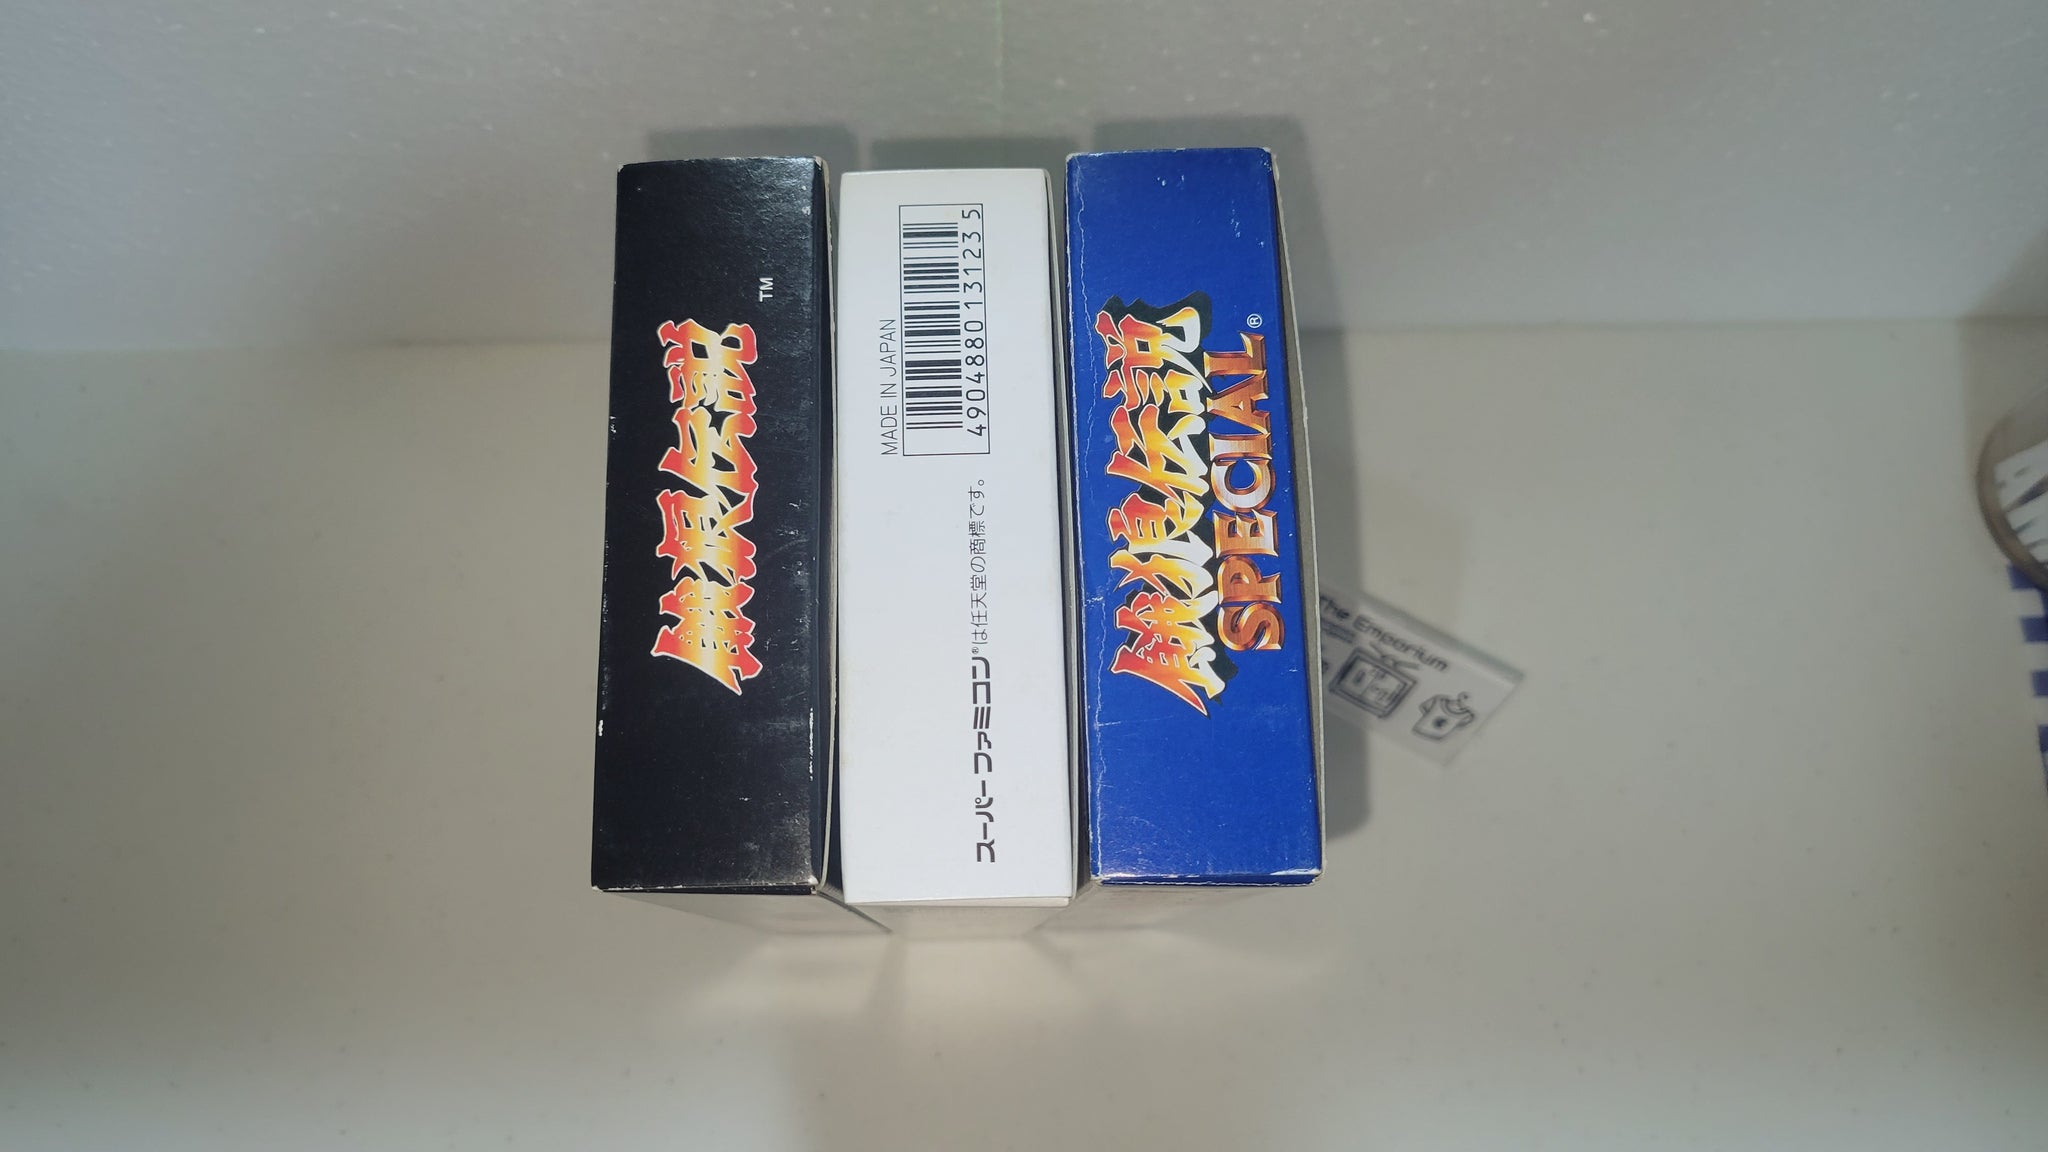 餓狼伝説
TM
MADE IN JAPAN
4904880131235
スーパーファミコン®は任天堂の商標です。
餓狼伝説
SPECIAL®
The Emporium